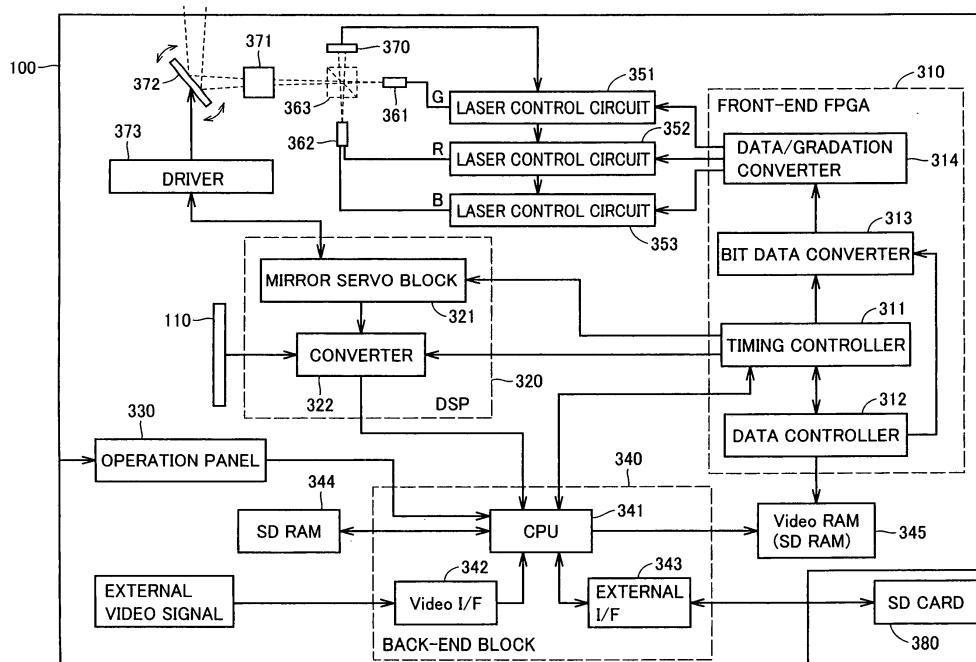 100
372
371
370
363
361
362
373
DRIVER
G
R
B
351
LASER CONTROL CIRCUIT
352
LASER CONTROL CIRCUIT
LASER CONTROL CIRCUIT
353
310
FRONT-END FPGA
DATA/GRADATION
CONVERTER
314
313
BIT DATA CONVERTER
311
TIMING CONTROLLER
312
DATA CONTROLLER
MIRROR SERVO BLOCK
321
110
CONVERTER
322
DSP
320
330
OPERATION PANEL
344
SD RAM
340
341
CPU
Video RAM
(SD RAM)
345
EXTERNAL
VIDEO SIGNAL
342
Video I/F
343
EXTERNAL
I/F
BACK-END BLOCK
SD CARD
380